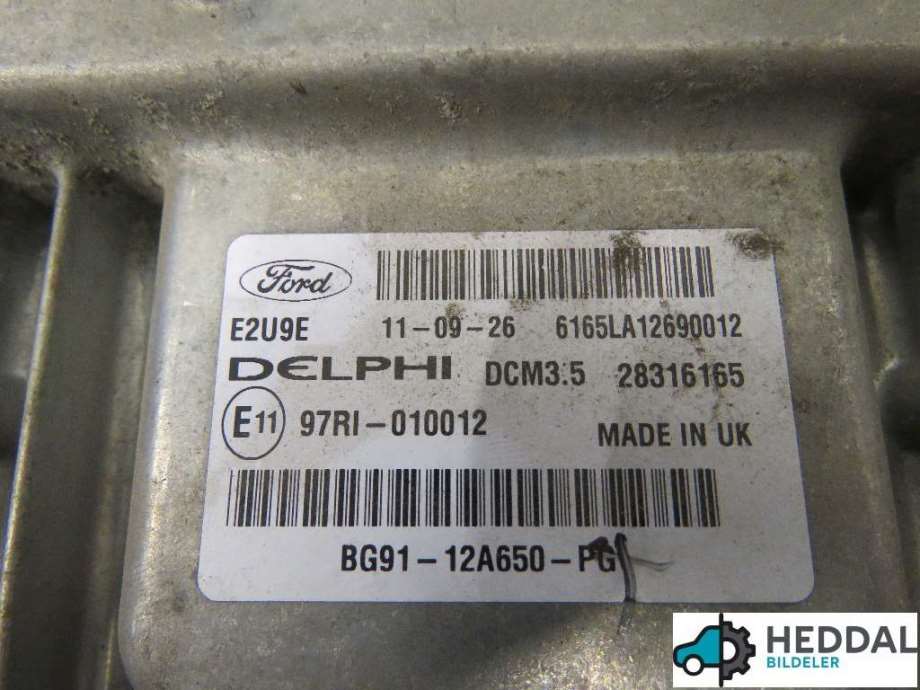 Ford
E2U9E 11-09-26 6165LA12690012
DELPHI DCM3.5 28316165
E11 97RI-010012 MADE IN UK
BG91-12A650-PG
HEDDAL
BILDELER